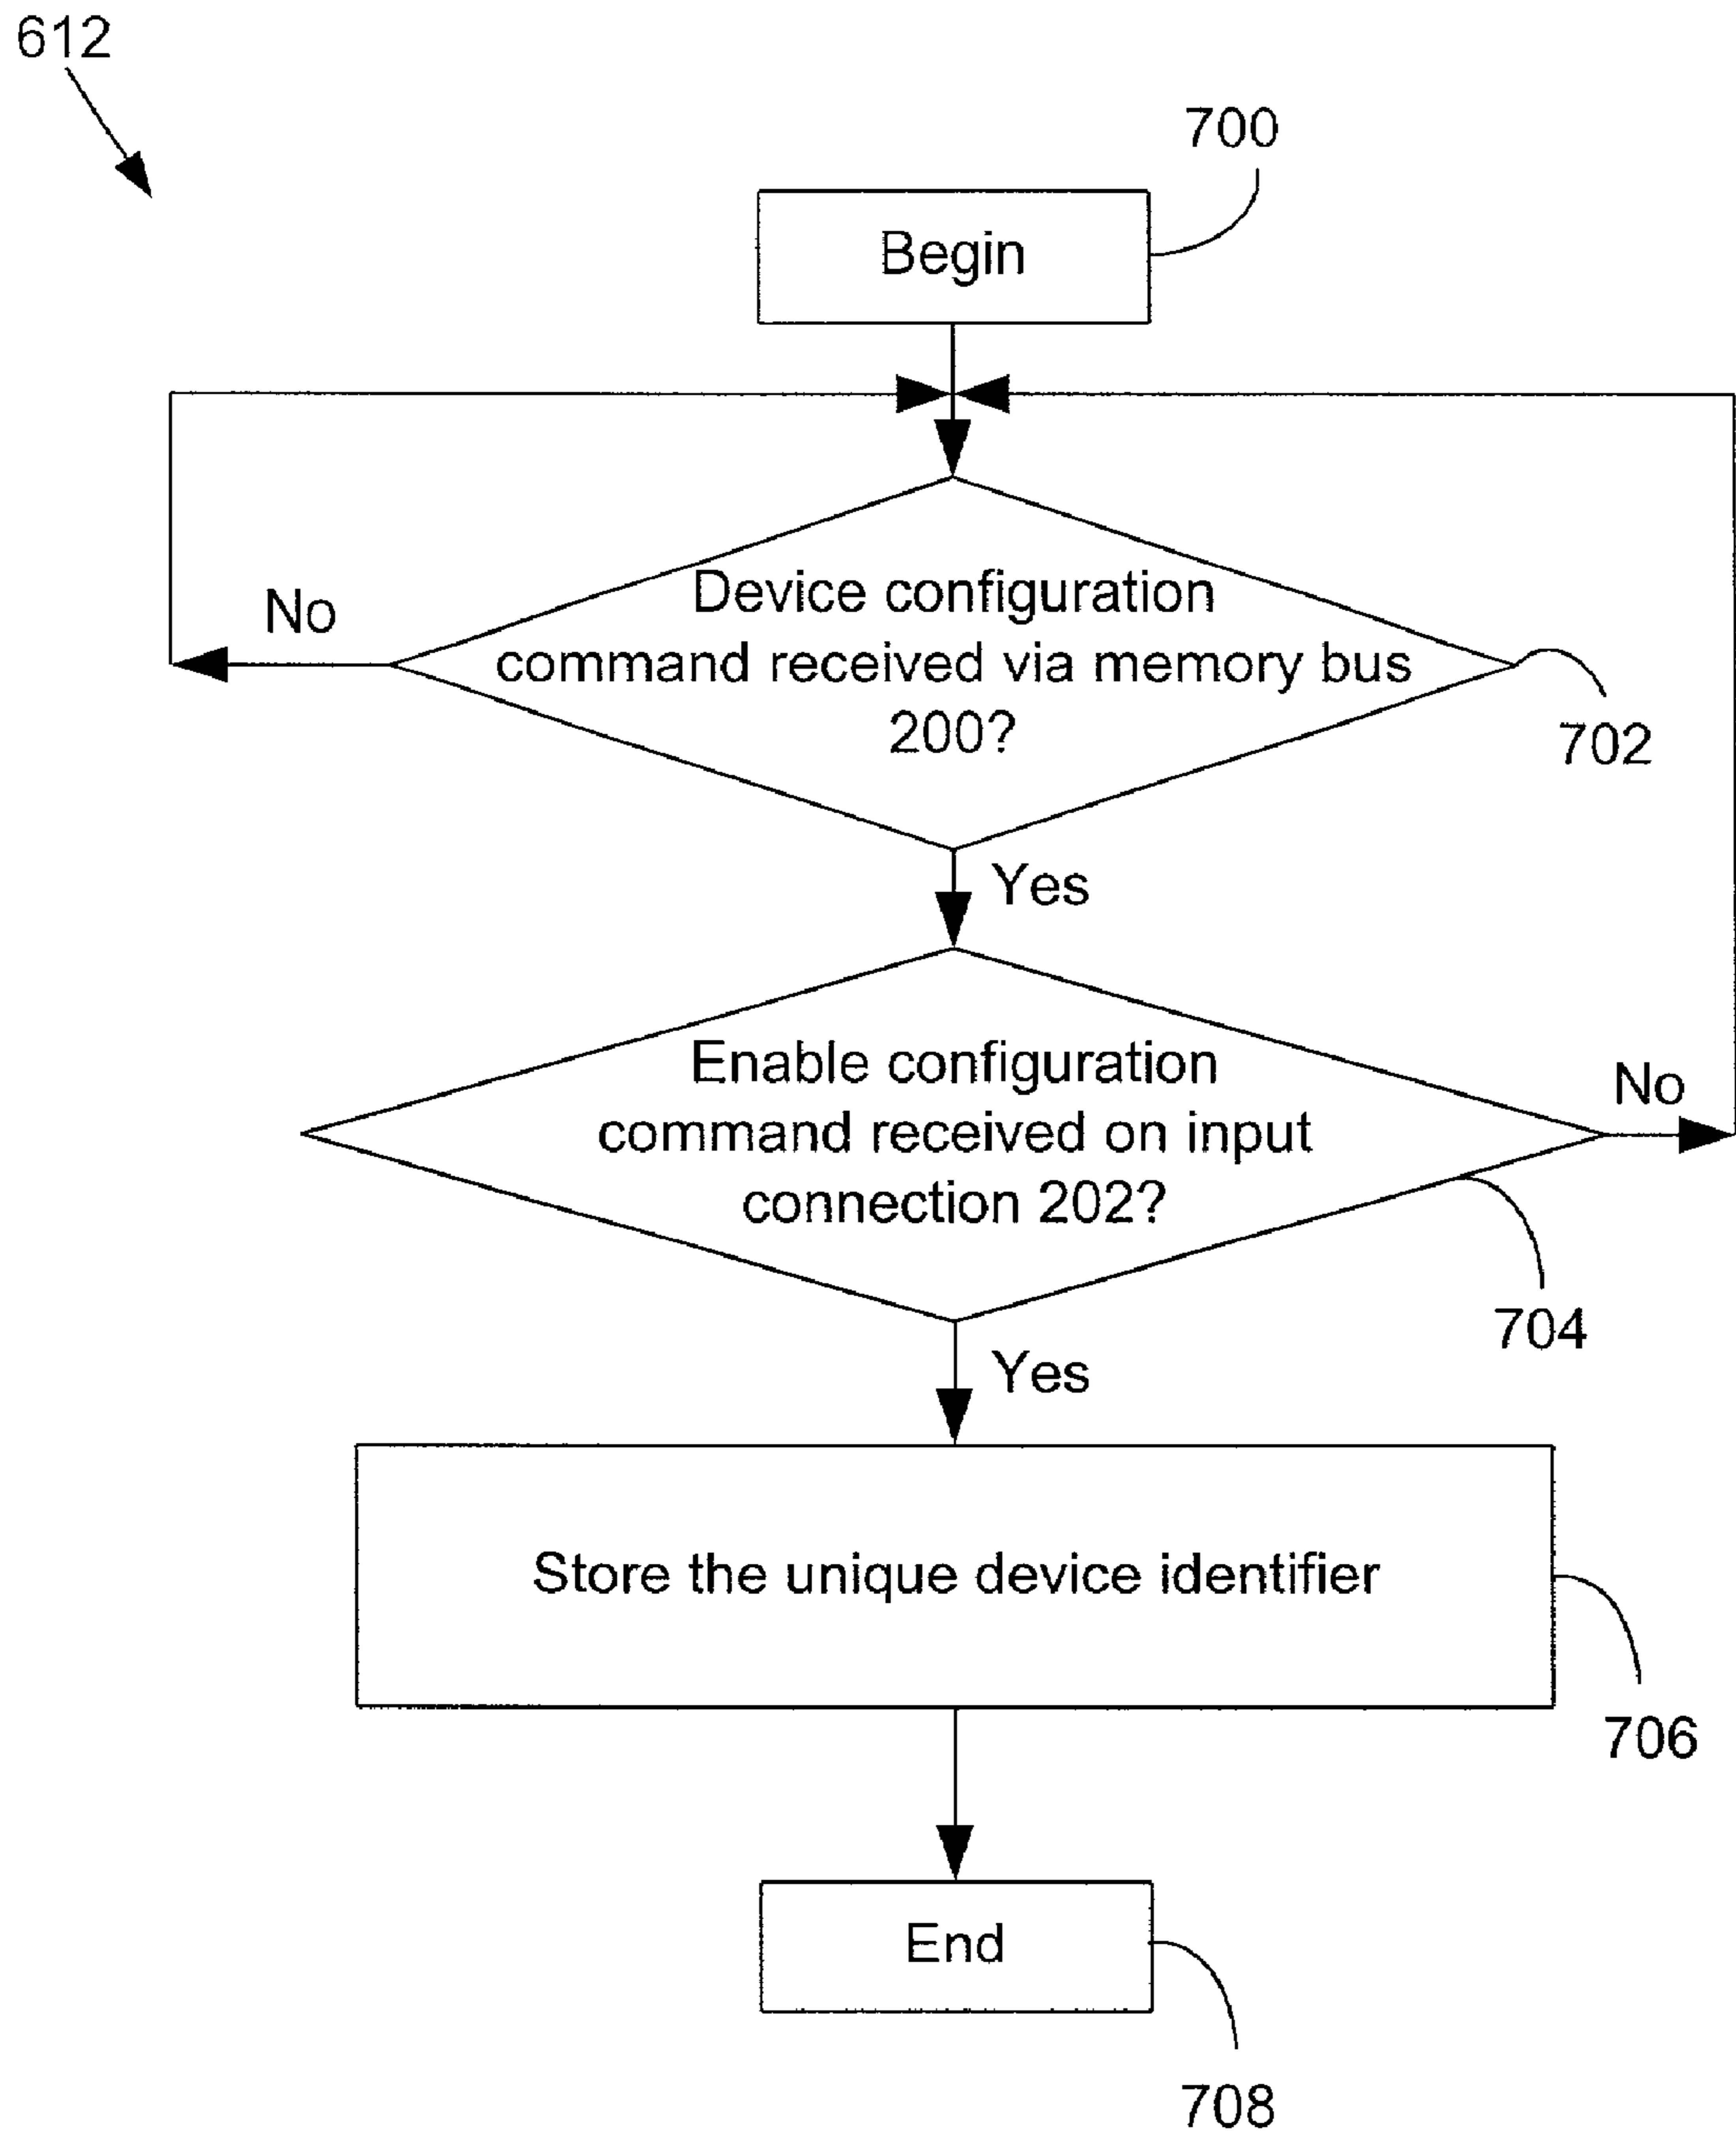 612
700
Begin
Device configuration
command received via memory bus
200?
No
702
Yes
Enable configuration
command received on input
connection 202?
No
704
Yes
Store the unique device identifier
706
End
708